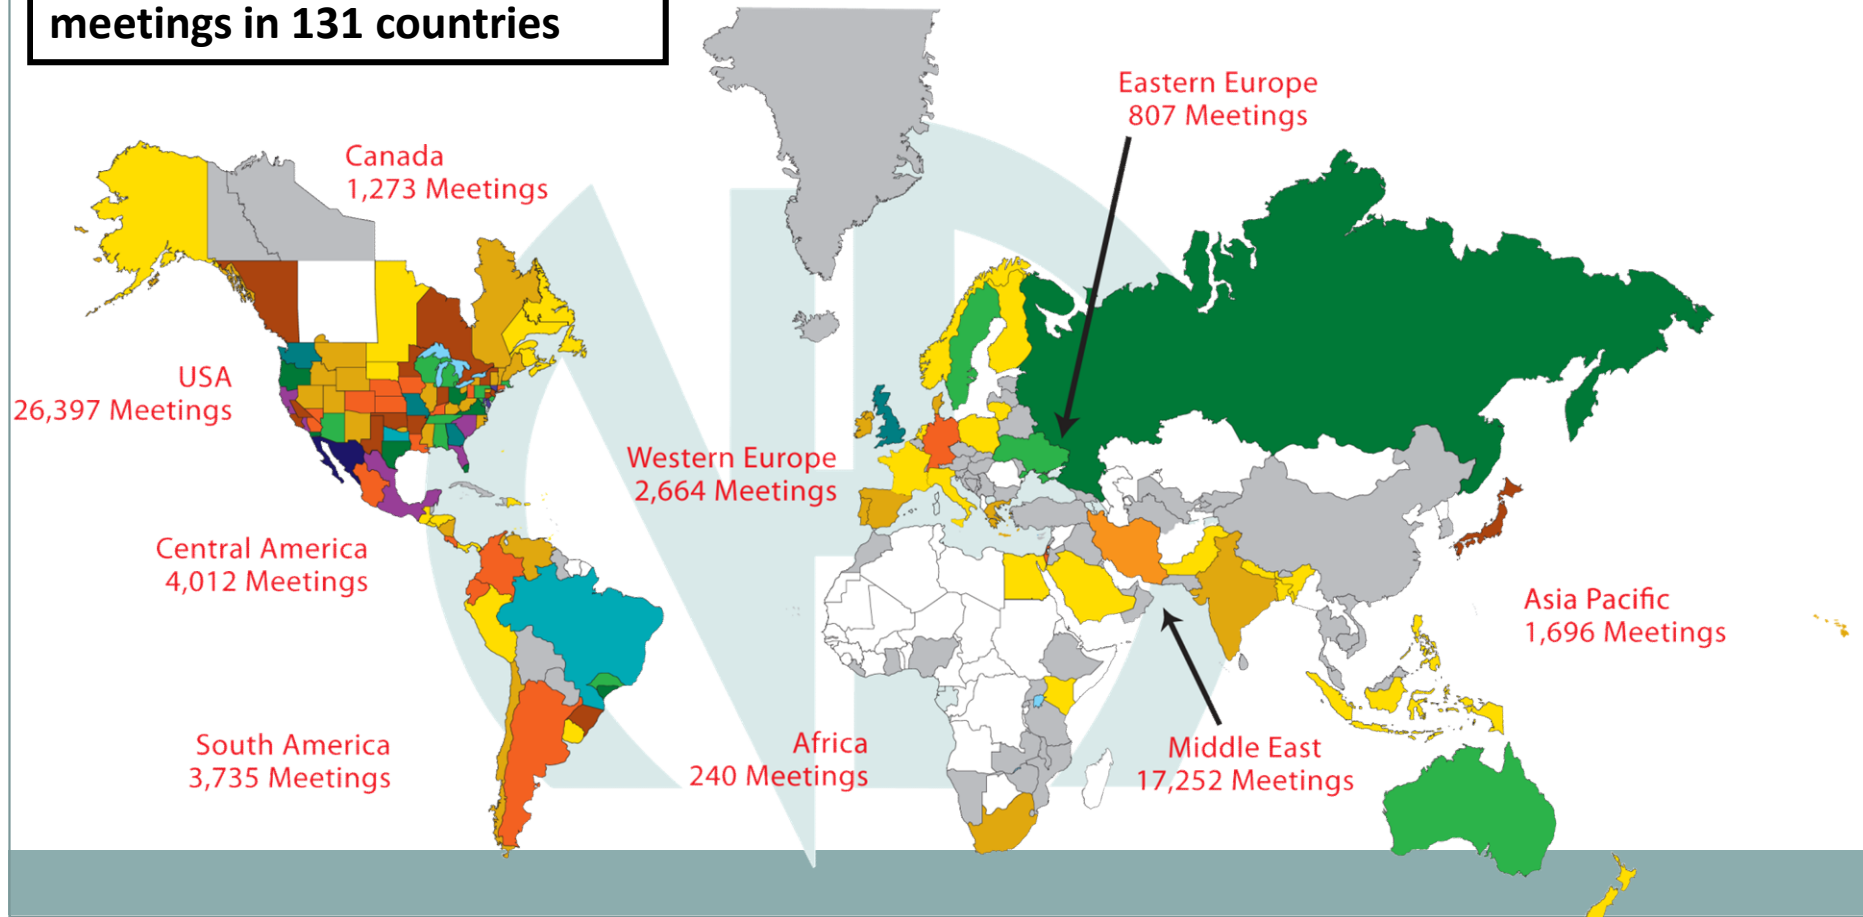 meetings in 131 countries
Eastern Europe
807 Meetings
Canada
1,273 Meetings
USA
26,397 Meetings
Western Europe
2,664 Meetings
Central America
4,012 Meetings
Asia Pacific
1,696 Meetings
South America
3,735 Meetings
Africa
240 Meetings
Middle East
17,252 Meetings